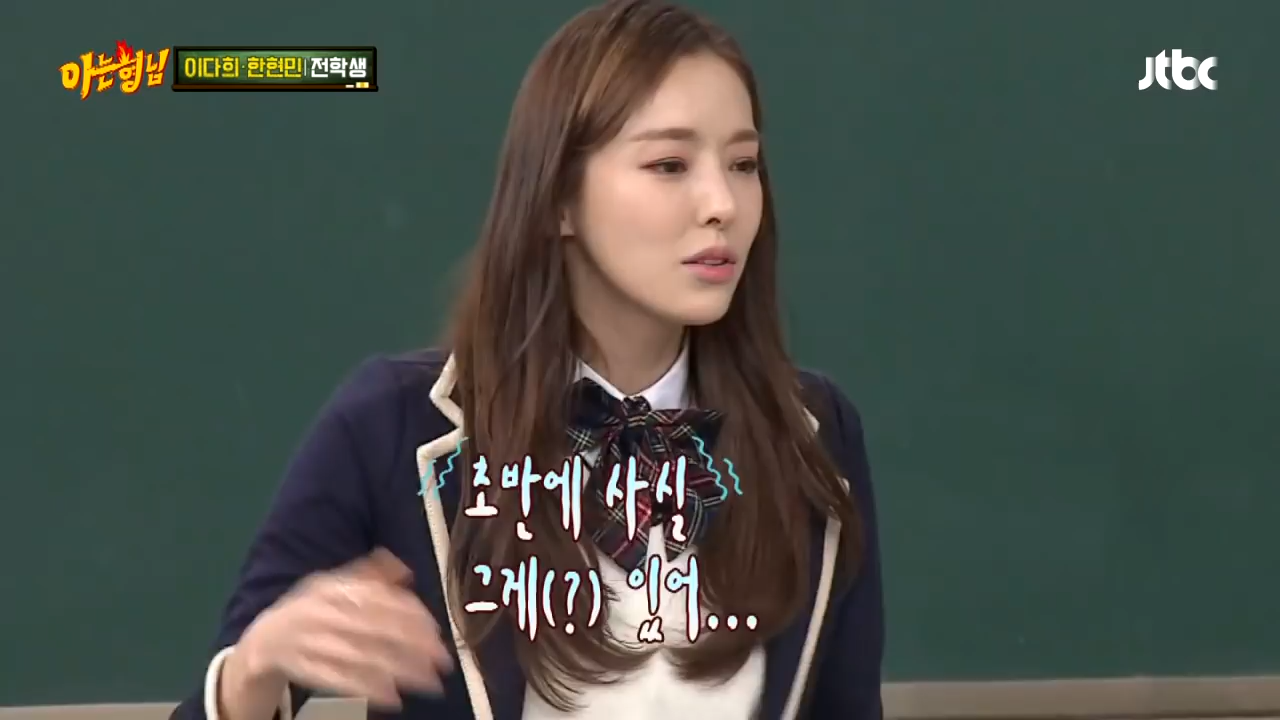 아는형님
이다희·한현민 전학생
jtbc
초반에 사실
그게(?) 있어...